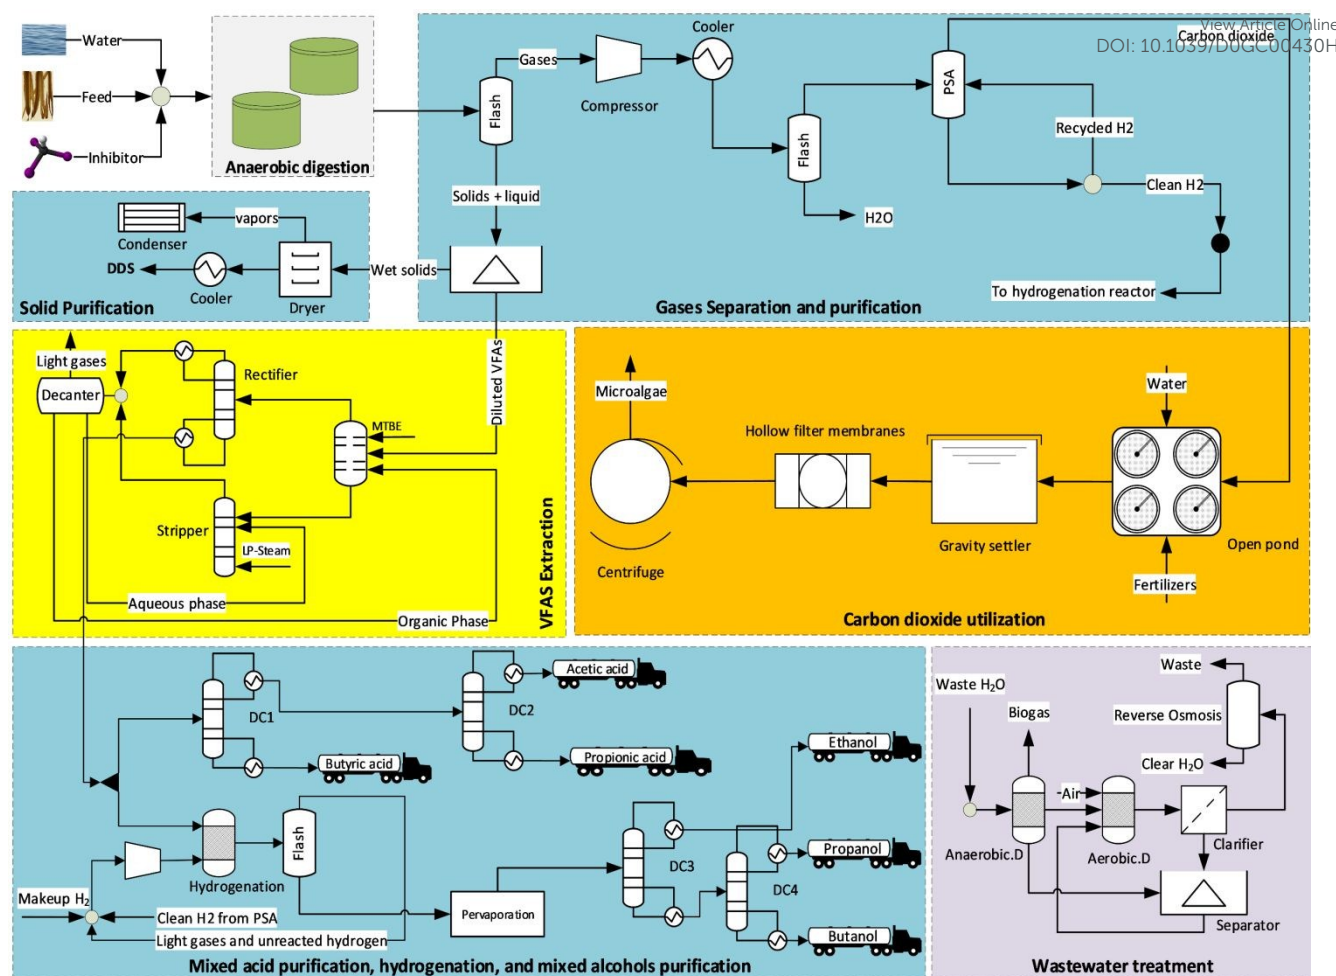 View Article Online
DOI: 10.1039/D0GC00430H
Water
Feed
Inhibitor
Anaerobic digestion
Flash
Gases
Compressor
Cooler
Flash
H2O
PSA
Carbon dioxide
Recycled H2
Clean H2
To hydrogenation reactor
Solids + liquid
Wet solids
Gases Separation and purification
vapors
Condenser
DDS
Cooler
Dryer
Solid Purification
Light gases
Decanter
Rectifier
MTBE
Diluted VFAs
Stripper
LP-Steam
Aqueous phase
Organic Phase
VFAS Extraction
Microalgae
Centrifuge
Hollow filter membranes
Gravity settler
Water
Open pond
Fertilizers
Carbon dioxide utilization
DC1
Butyric acid
DC2
Acetic acid
Propionic acid
Hydrogenation
Flash
Makeup H₂
Clean H2 from PSA
Light gases and unreacted hydrogen
Pervaporation
DC3
DC4
Ethanol
Propanol
Butanol
Mixed acid purification, hydrogenation, and mixed alcohols purification
Waste H₂O
Biogas
Waste
Reverse Osmosis
Clear H₂O
Air
Anaerobic.D
Aerobic.D
Clarifier
Separator
Wastewater treatment